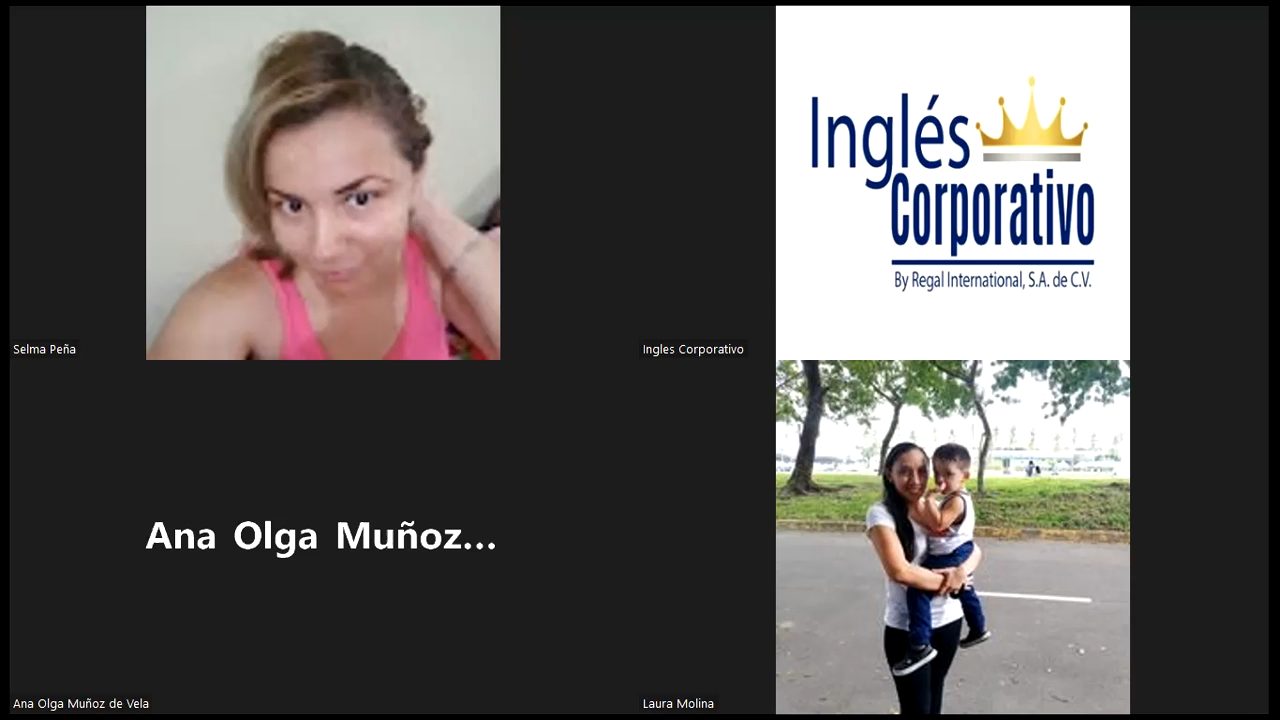 Inglés
Corporativo
By Regal International, S.A. de C.V.
Selma Peña
Ingles Corporativo
Ana Olga Muñoz...
Ana Olga Muñoz de Vela
Laura Molina